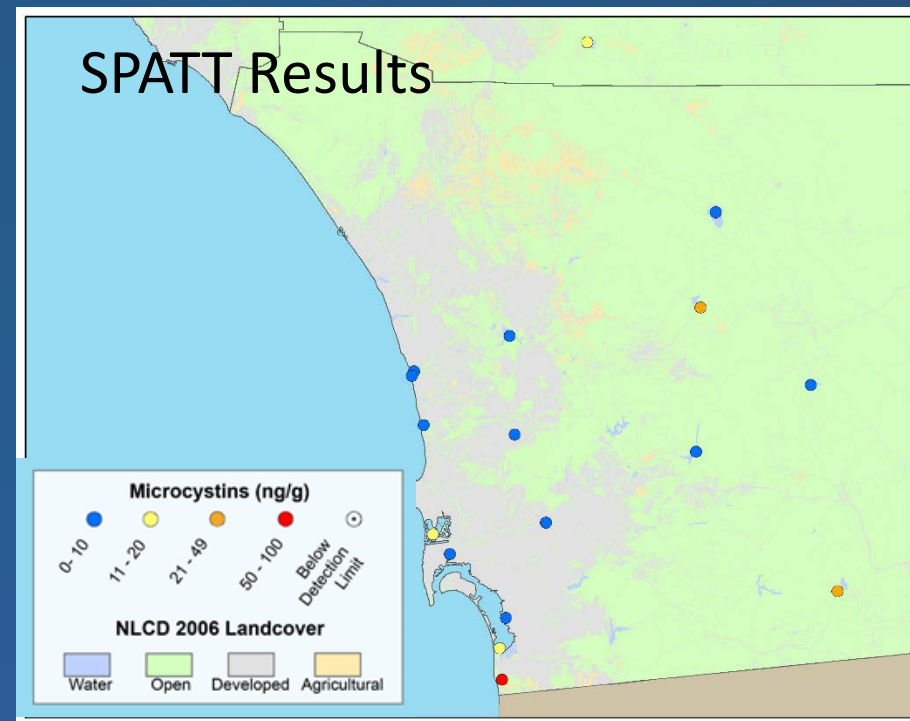 SPATT Results
Microcystins (ng/g)
0- 10
11 - 20
21 - 49
50 - 100
Below
Detection
Limit
NLCD 2006 Landcover
Water
Open
Developed
Agricultural